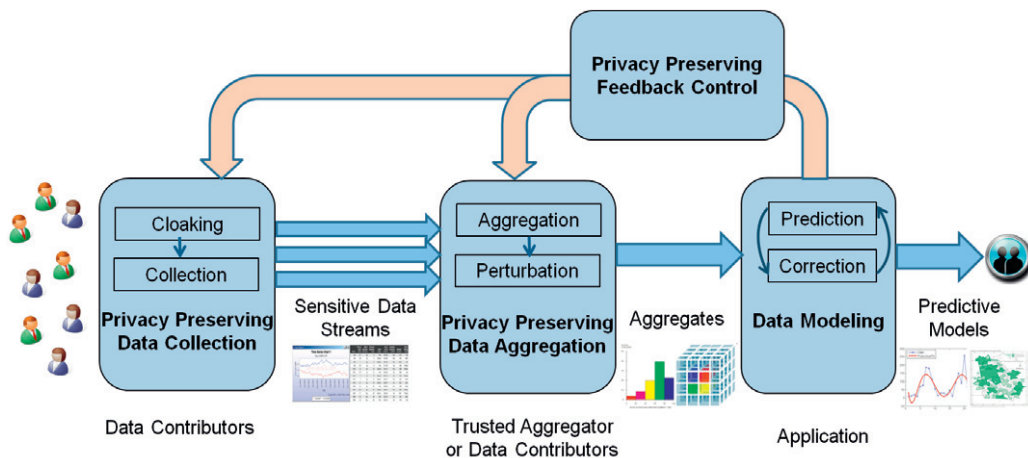 Privacy Preserving
Feedback Control
Cloaking
Collection
Privacy Preserving
Data Collection
Sensitive Data
Streams
Aggregation
Perturbation
Privacy Preserving
Data Aggregation
Aggregates
Prediction
Correction
Data Modeling
Predictive
Models
Data Contributors
Trusted Aggregator
or Data Contributors
Application